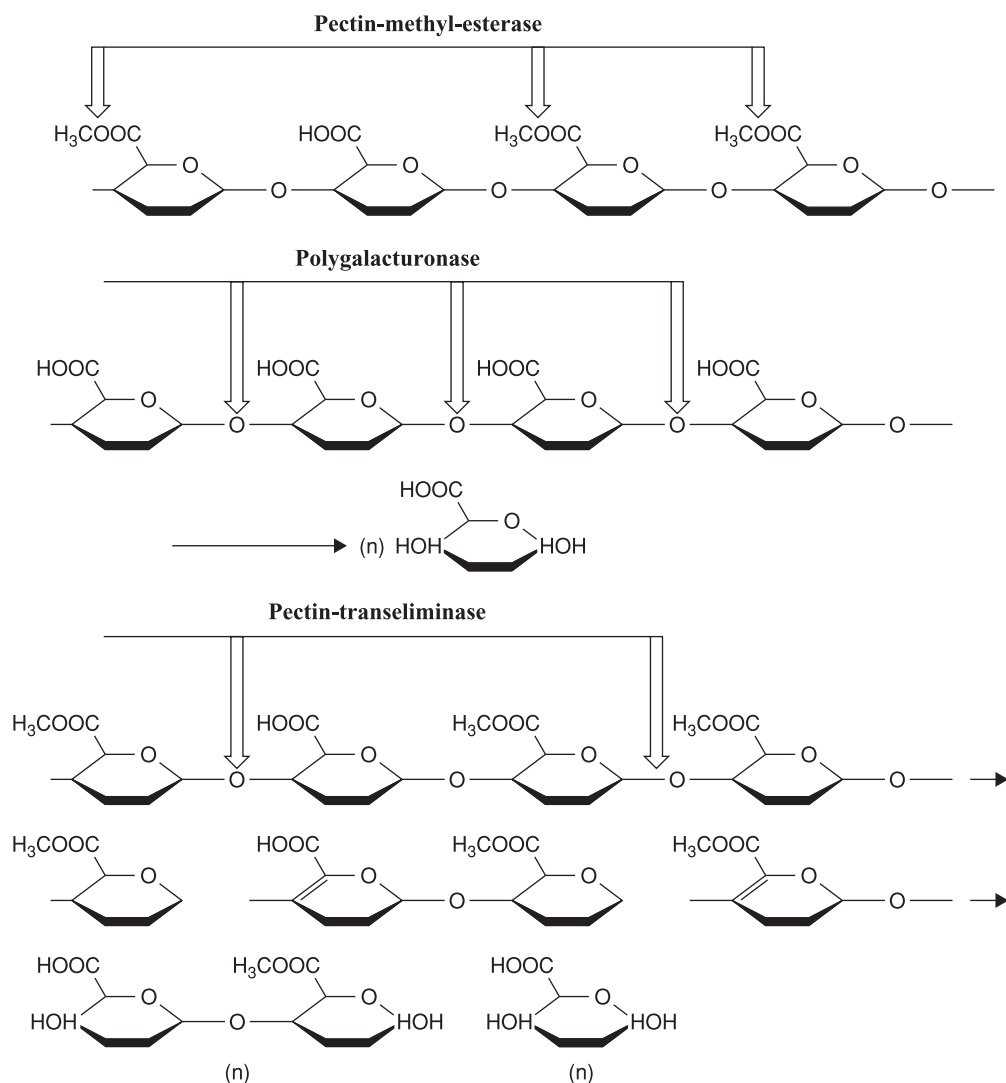 Pectin-methyl-esterase
H₃COOC HOOC H₃COOC H₃COOC
O O O O
O O O O
Polygalacturonase
HOOC HOOC HOOC HOOC
O O O O
O O O O
HOOC
O
(n) HOH HOH
Pectin-transeliminase
H₃COOC HOOC H₃COOC H₃COOC
O O O O
O O O O
H₃COOC HOOC H₃COOC H₃COOC
O O O O
O O
HOOC H₃COOC HOOC
O O O
HOH O HOH HOH HOH
(n) (n)